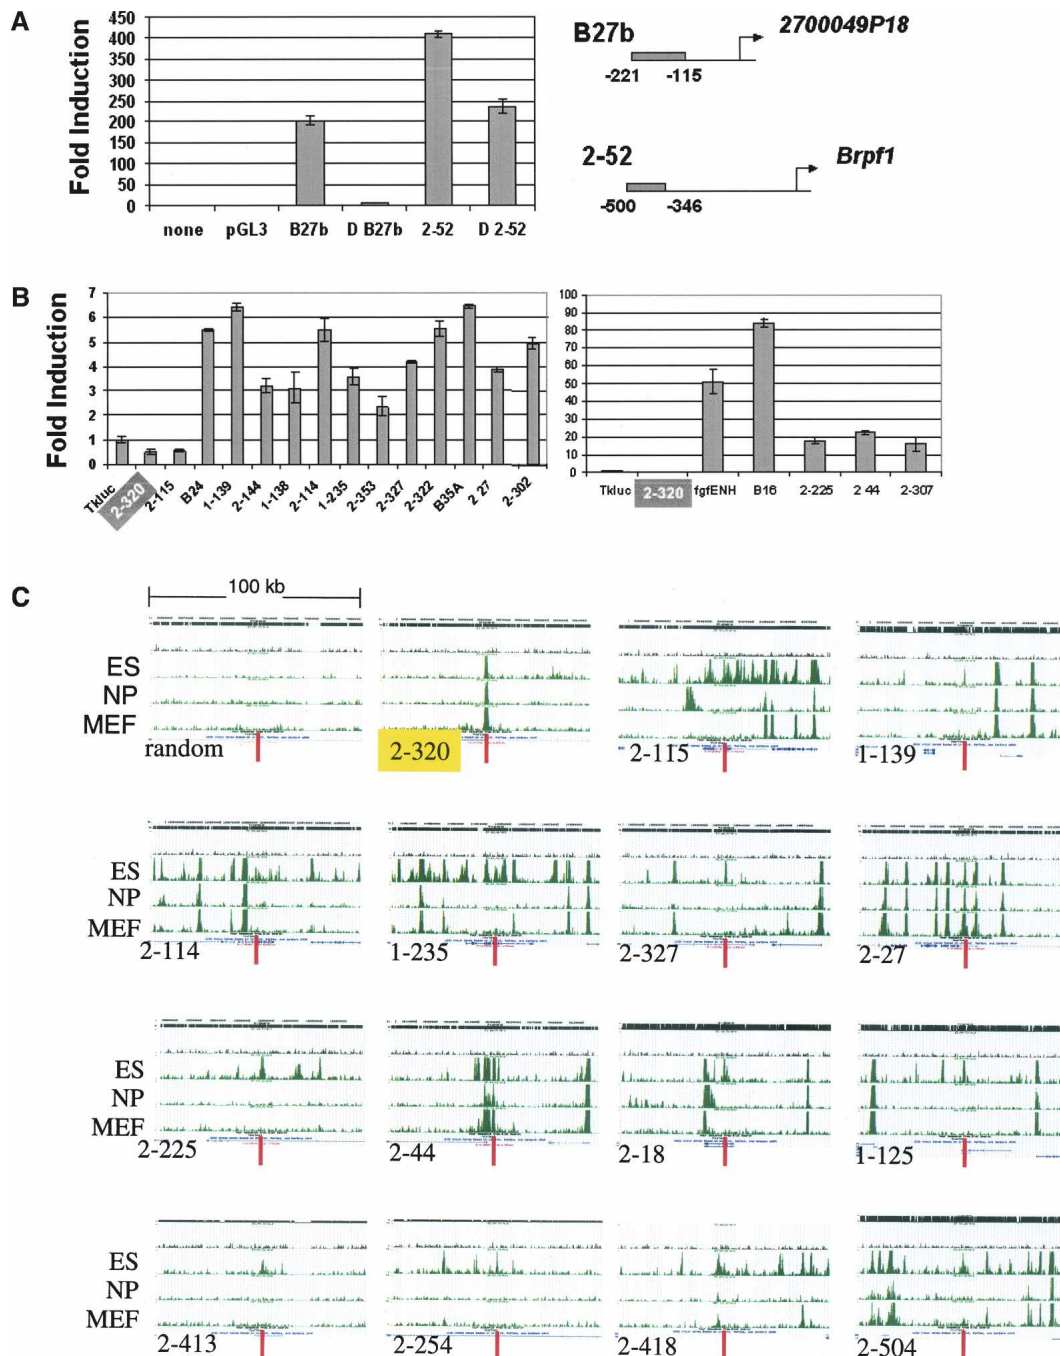 A
Fold Induction
450
400
350
300
250
200
150
100
50
0
none pGL3 B27b D B27b 2-52 D 2-52
B27b 2700049P18
-221 -115
2-52 Brpf1
-500 -346
B
Fold Induction
7
6
5
4
3
2
1
0
Tkluc 2-320 2-115 B24 1-139 2-144 1-138 2-114 1-235 2-353 2-327 2-322 B35A 2 27 2-302
100
90
80
70
60
50
40
30
20
10
0
Tkluc 2-320 fgfENH B16 2-225 2 44 2-307
C
100 kb
ES
NP
MEF
random 2-320 2-115 1-139
ES
NP
MEF
2-114 1-235 2-327 2-27
ES
NP
MEF
2-225 2-44 2-18 1-125
ES
NP
MEF
2-413 2-254 2-418 2-504